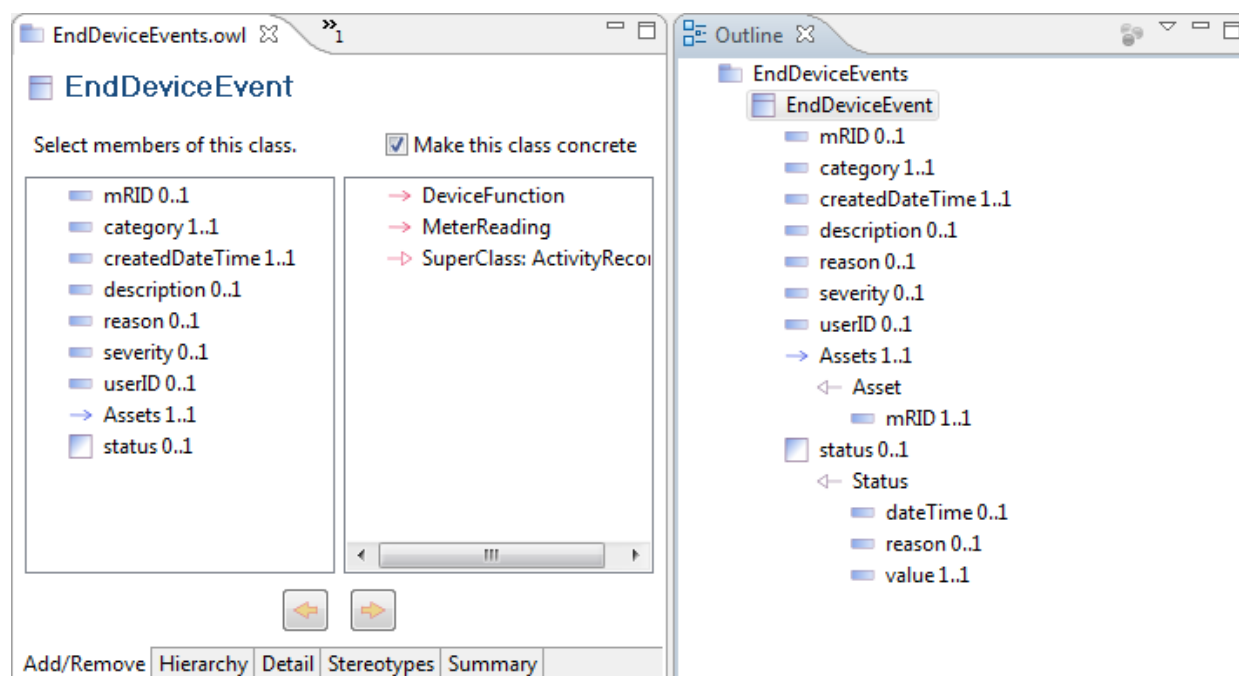 EndDeviceEvents.owl
»1
EndDeviceEvent
Select members of this class.
Make this class concrete
mRID 0..1
category 1..1
createdDateTime 1..1
description 0..1
reason 0..1
severity 0..1
userID 0..1
Assets 1..1
status 0..1
DeviceFunction
MeterReading
SuperClass: ActivityRecor
Add/Remove Hierarchy Detail Stereotypes Summary
Outline
EndDeviceEvents
EndDeviceEvent
mRID 0..1
category 1..1
createdDateTime 1..1
description 0..1
reason 0..1
severity 0..1
userID 0..1
Assets 1..1
Asset
mRID 1..1
status 0..1
Status
dateTime 0..1
reason 0..1
value 1..1